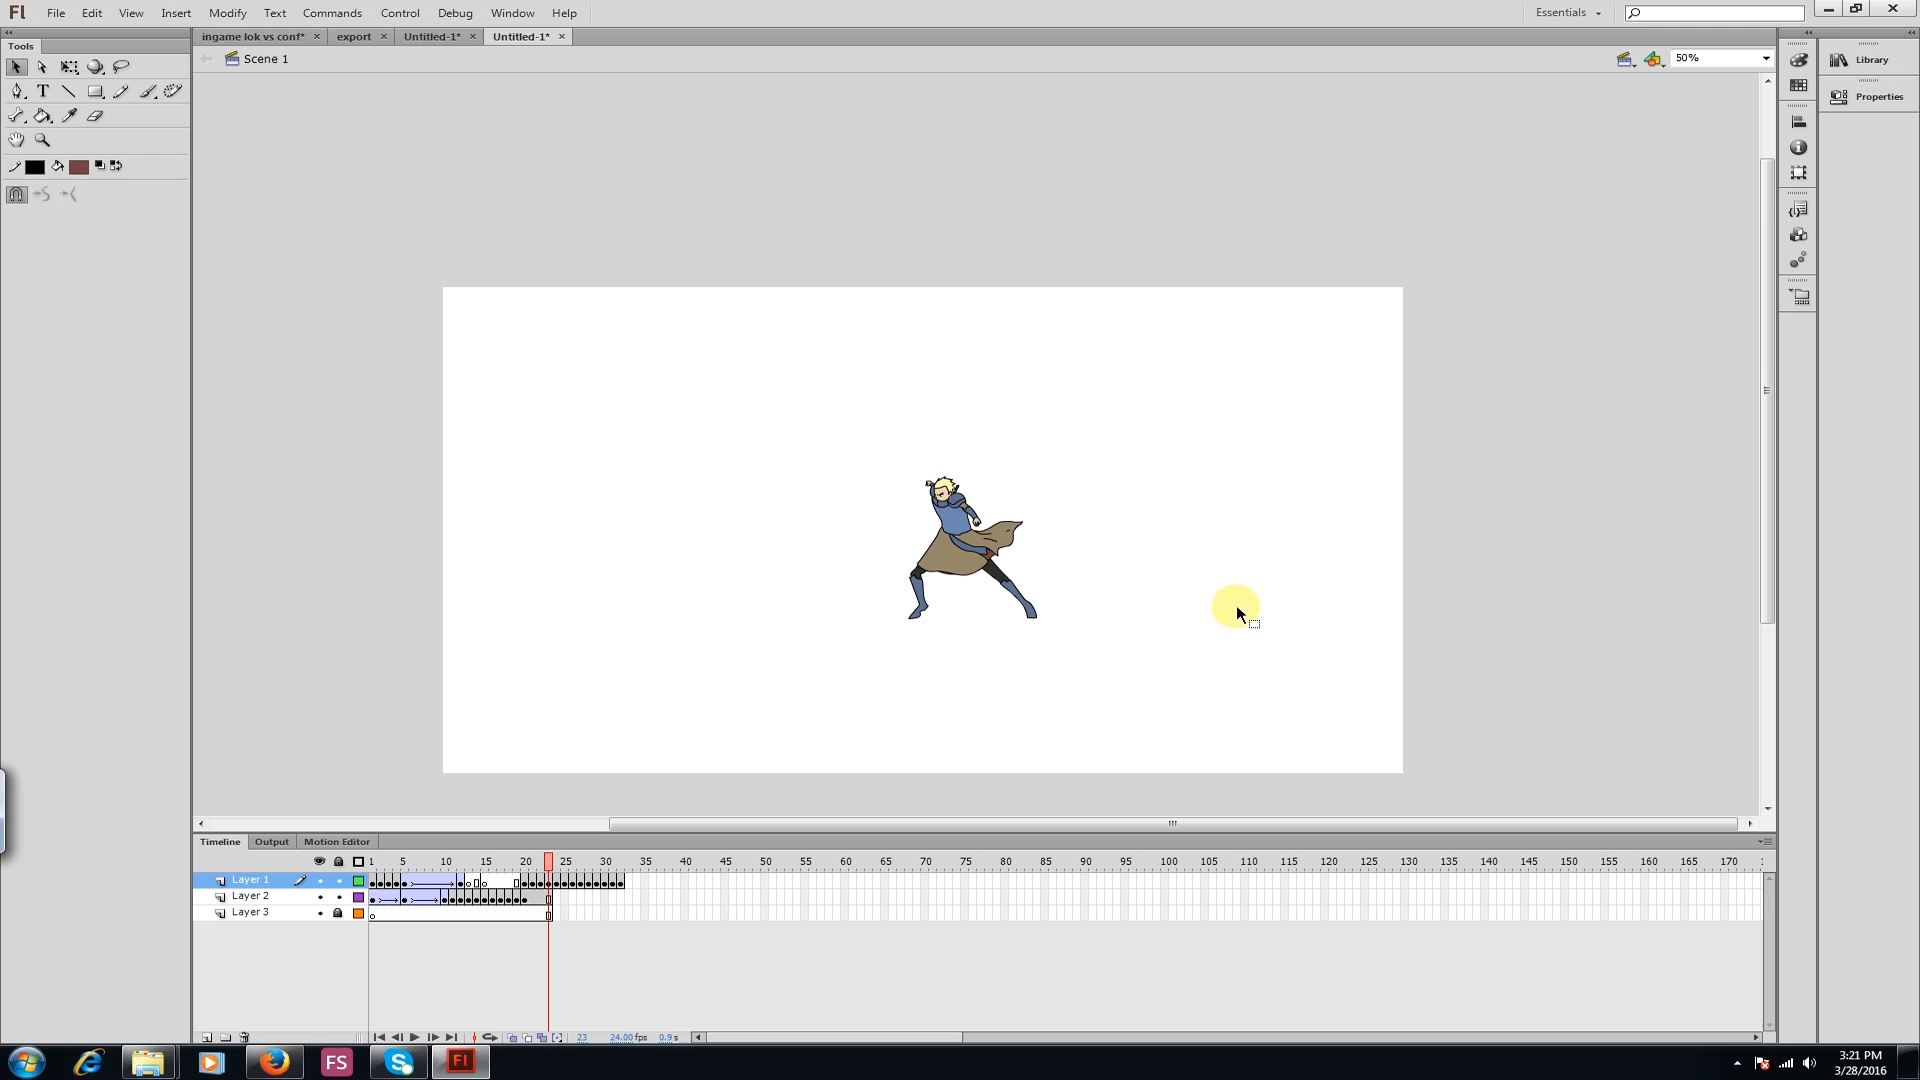 Fl File Edit View Insert Modify Text Commands Control Debug Window Help Essentials
Tools
ingame lok vs conf* × export × Untitled-1* × Untitled-1* ×
Scene 1 50%
Library
Properties
T
Timeline Output Motion Editor
1 5 10 15 20 25 30 35 40 45 50 55 60 65 70 75 80 85 90 95 100 105 110 115 120 125 130 135 140 145 150 155 160 165 170
Layer 1
Layer 2
Layer 3
23 24.00 fps 0.9 s
FS S Fl
3:21 PM
3/28/2016